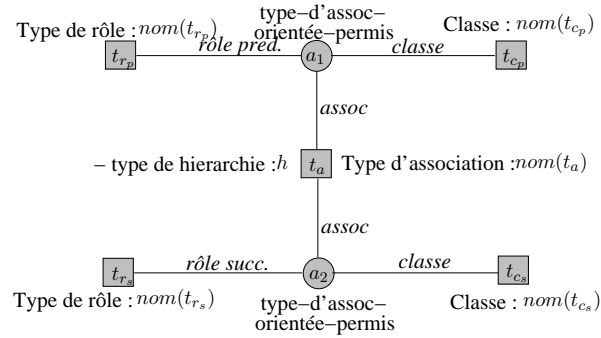 type−d'assoc−
orientée−permis
Type de rôle : nom(t_{r_p})
Classe : nom(t_{c_p})
rôle pred.
classe
t_{r_p}
a_1
t_{c_p}
assoc
− type de hierarchie : h
t_a
Type d'association : nom(t_a)
assoc
rôle succ.
classe
t_{r_s}
a_2
t_{c_s}
Type de rôle : nom(t_{r_s})
type−d'assoc−
orientée−permis
Classe : nom(t_{c_s})